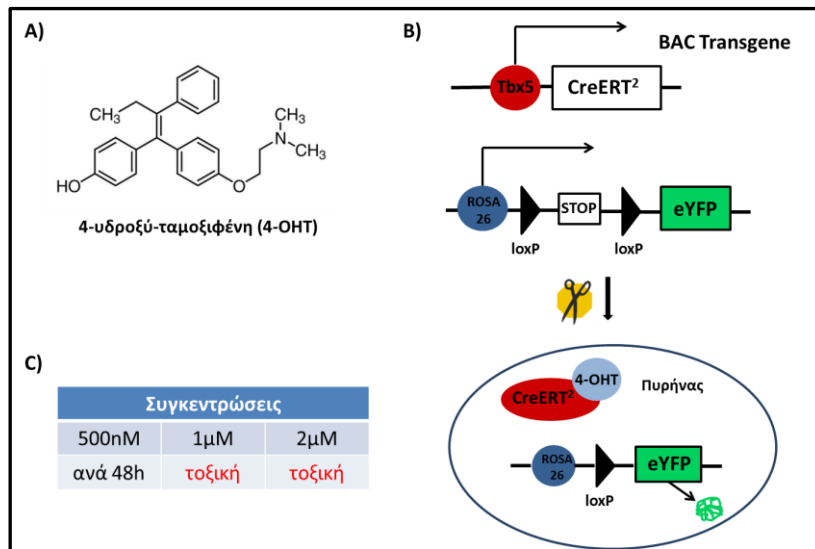 A)
CH₃
H₃C
N
CH₃
HO
O
4-υδροξύ-ταμοξιφένη (4-OHT)
B)
BAC Transgene
Tbx5
CreERT²
ROSA
26
STOP
eYFP
loxP
loxP
4-OHT
CreERT²
Πυρήνας
ROSA
26
eYFP
loxP
C)
Συγκεντρώσεις
500nM 1μM 2μM
ανά 48h τοξική τοξική